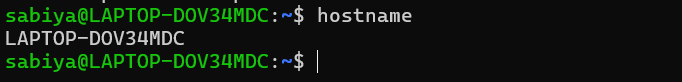 sabiya@LAPTOP-DOV34MDC:~$ hostname
LAPTOP-DOV34MDC
sabiya@LAPTOP-DOV34MDC:~$